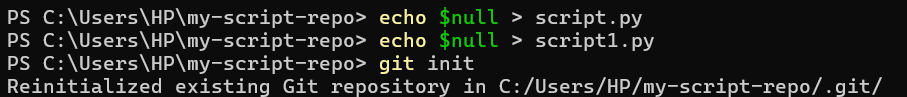 PS C:\Users\HP\my-script-repo> echo $null > script.py
PS C:\Users\HP\my-script-repo> echo $null > script1.py
PS C:\Users\HP\my-script-repo> git init
Reinitialized existing Git repository in C:/Users/HP/my-script-repo/.git/